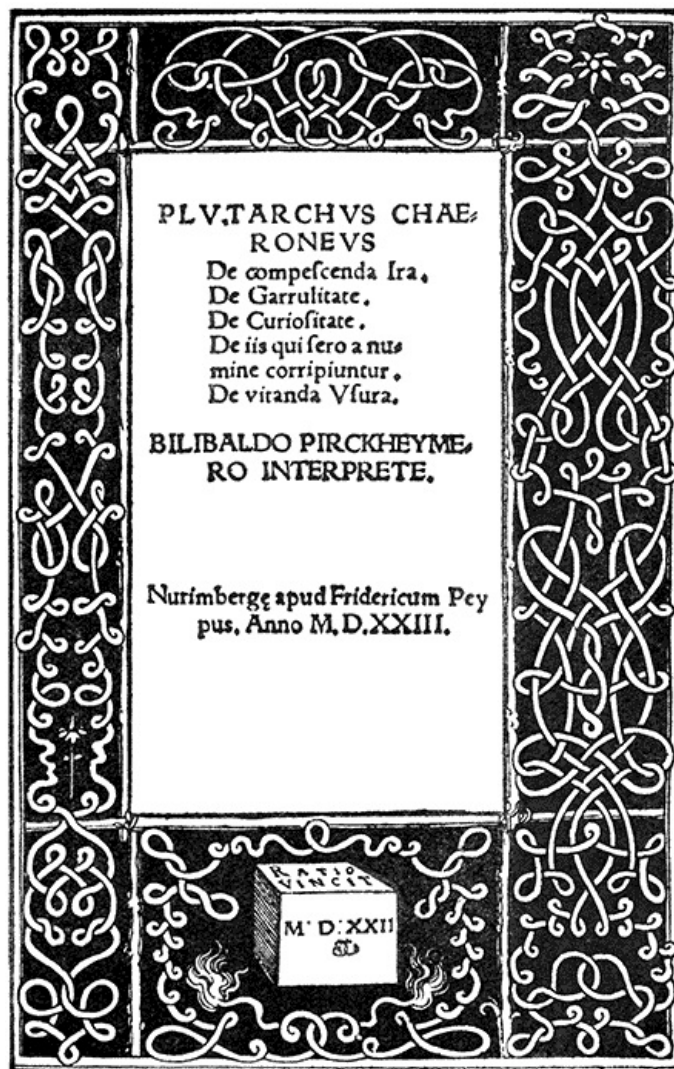 PLV.TARCHVS CHAE⸗
RONEVS
De compeſcenda Ira.
De Garrulitate.
De Curioſitate.
De iis qui ſero a nu⸗
mine corripiuntur.
De vitanda Vſura.
BILIBALDO PIRCKHEYME⸗
RO INTERPRETE.
Nurimbergę apud Fridericum Pey
pus. Anno M.D.XXIII.
RATIO
VINCIT
M·D:XXII